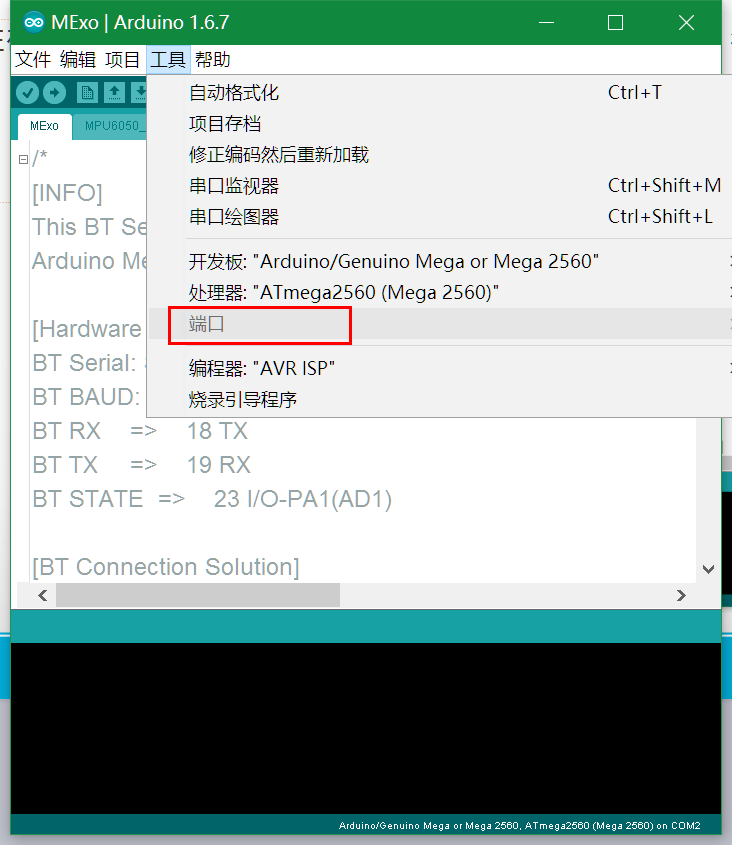 MExo | Arduino 1.6.7
文件 编辑 项目 工具 帮助
自动格式化 Ctrl+T
项目存档
修正编码然后重新加载
串口监视器 Ctrl+Shift+M
串口绘图器 Ctrl+Shift+L
开发板: "Arduino/Genuino Mega or Mega 2560"
处理器: "ATmega2560 (Mega 2560)"
端口
编程器: "AVR ISP"
烧录引导程序
MExo MPU6050_
/*
[INFO]
This BT Se
Arduino Me
[Hardware
BT Serial:
BT BAUD:
BT RX => 18 TX
BT TX => 19 RX
BT STATE => 23 I/O-PA1(AD1)
[BT Connection Solution]
Arduino/Genuino Mega or Mega 2560, ATmega2560 (Mega 2560) on COM2